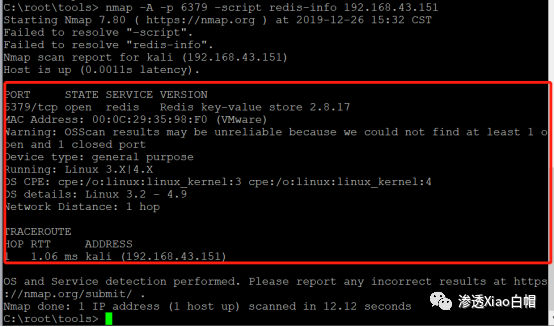 C:\root\tools> nmap -A -p 6379 -script redis-info 192.168.43.151
Starting Nmap 7.80 ( https://nmap.org ) at 2019-12-26 15:32 CST
Failed to resolve "-script".
Failed to resolve "redis-info".
Nmap scan report for kali (192.168.43.151)
Host is up (0.0011s latency).
PORT STATE SERVICE VERSION
6379/tcp open redis Redis key-value store 2.8.17
MAC Address: 00:0C:29:35:98:F0 (VMware)
Warning: OSScan results may be unreliable because we could not find at least 1 o
pen and 1 closed port
Device type: general purpose
Running: Linux 3.X|4.X
OS CPE: cpe:/o:linux:linux_kernel:3 cpe:/o:linux:linux_kernel:4
OS details: Linux 3.2 - 4.9
Network Distance: 1 hop
TRACEROUTE
HOP RTT ADDRESS
1 1.06 ms kali (192.168.43.151)
OS and Service detection performed. Please report any incorrect results at https
://nmap.org/submit/ .
Nmap done: 1 IP address (1 host up) scanned in 12.12 seconds
C:\root\tools>
渗透Xiao白帽